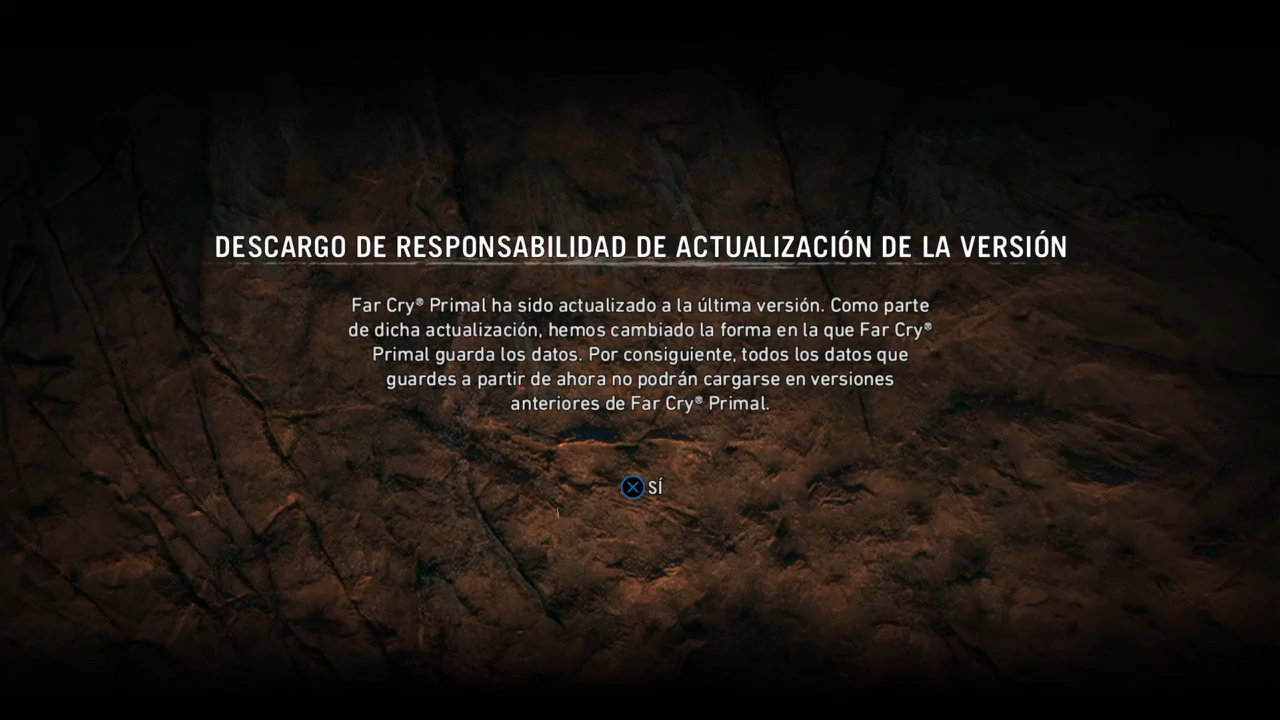 DESCARGO DE RESPONSABILIDAD DE ACTUALIZACIÓN DE LA VERSIÓN
Far Cry® Primal ha sido actualizado a la última versión. Como parte
de dicha actualización, hemos cambiado la forma en la que Far Cry®
Primal guarda los datos. Por consiguiente, todos los datos que
guardes a partir de ahora no podrán cargarse en versiones
anteriores de Far Cry® Primal.
SÍ